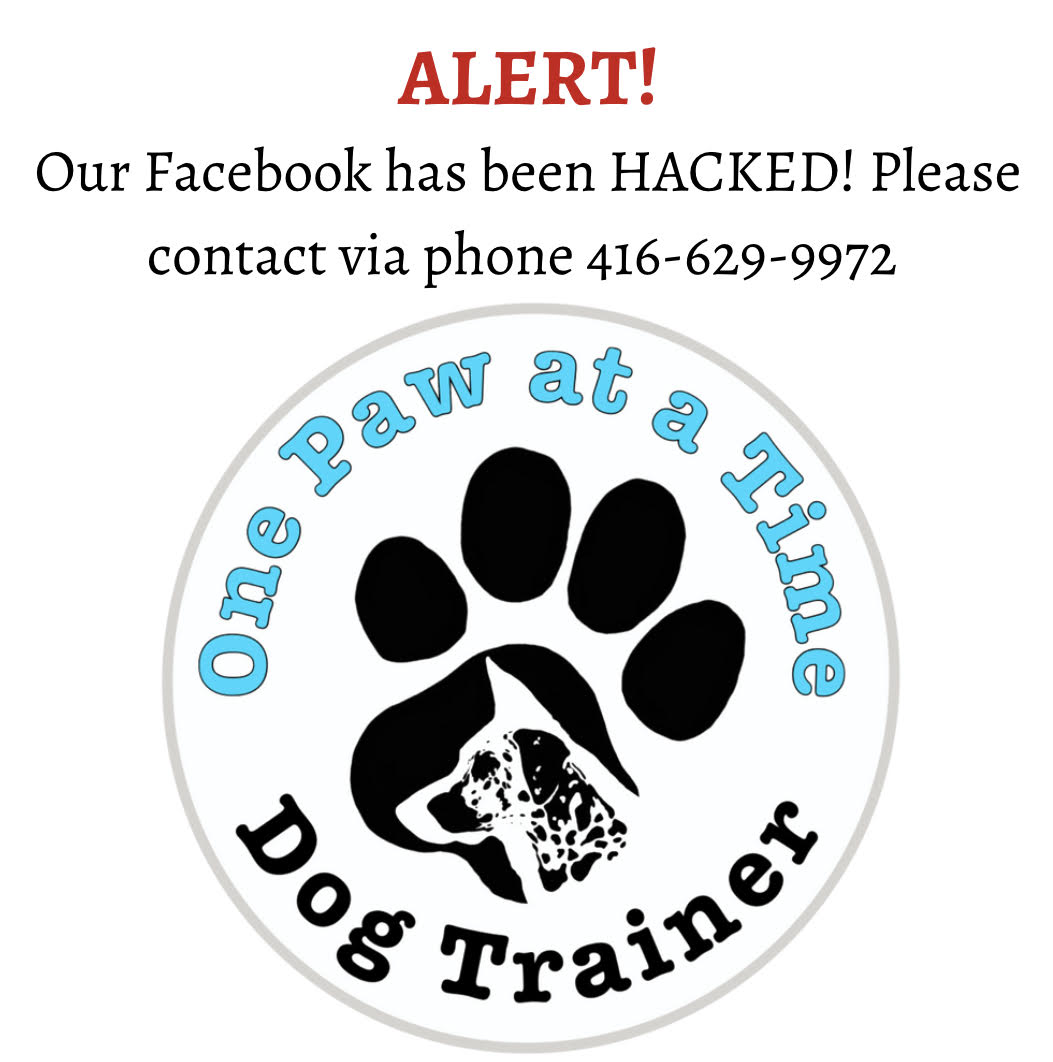 ALERT!
Our Facebook has been HACKED! Please
contact via phone 416-629-9972
One Paw at a Time
Dog Trainer